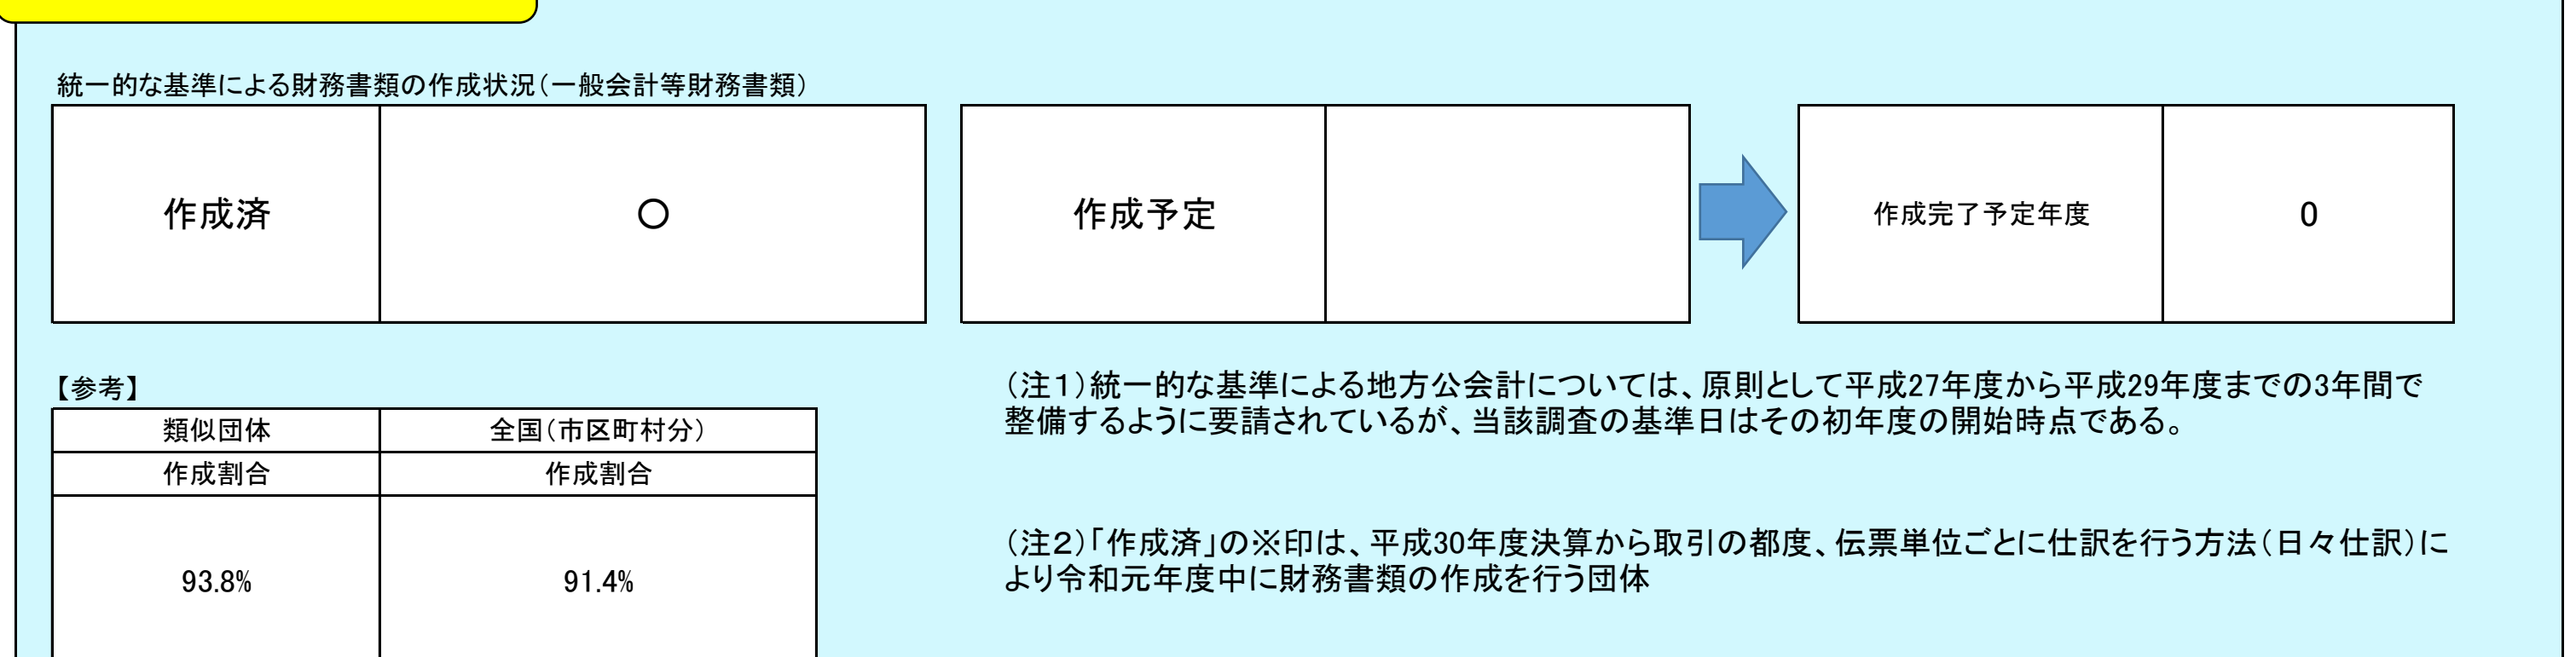 統一的な基準による財務書類の作成状況（一般会計等財務書類）
作成済 〇 作成予定 作成完了予定年度 0
【参考】
類似団体 全国（市区町村分）
作成割合 作成割合
93.8% 91.4%
（注１）統一的な基準による地方公会計については、原則として平成27年度から平成29年度までの3年間で
整備するように要請されているが、当該調査の基準日はその初年度の開始時点である。
（注２）「作成済」の※印は、平成30年度決算から取引の都度、伝票単位ごとに仕訳を行う方法（日々仕訳）に
より令和元年度中に財務書類の作成を行う団体